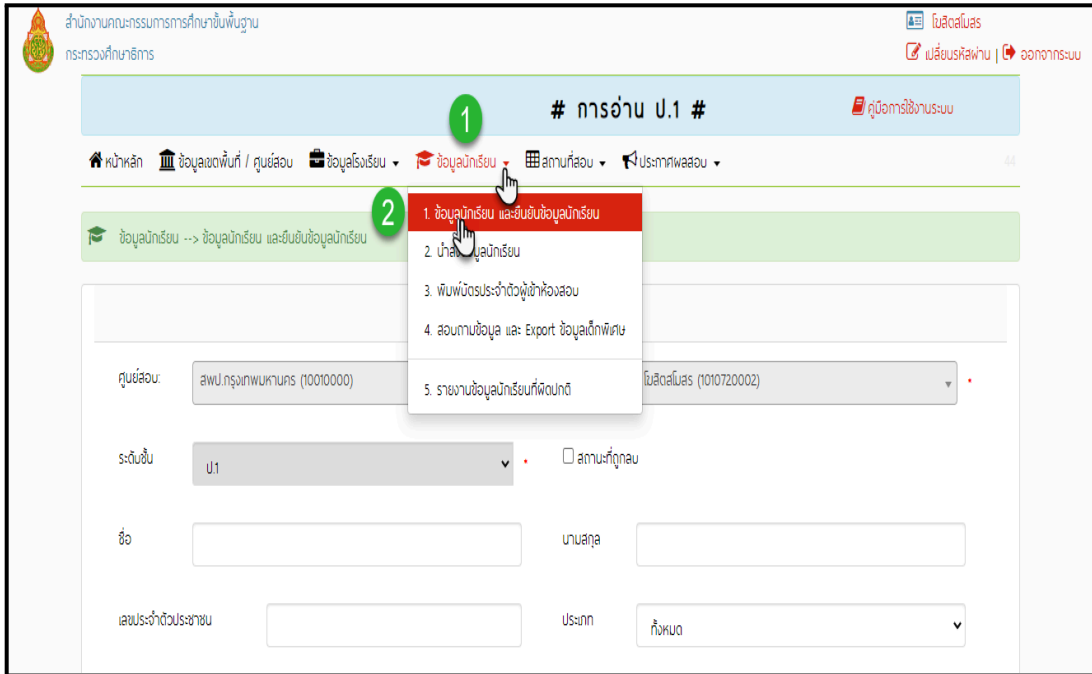 สำนักงานคณะกรรมการการศึกษาขั้นพื้นฐาน
กระทรวงศึกษาธิการ
โฆสิตสโมสร
เปลี่ยนรหัสผ่าน | ออกจากระบบ
# การอ่าน ป.1 #
คู่มือการใช้งานระบบ
1
หน้าหลัก ข้อมูลเขตพื้นที่ / ศูนย์สอบ ข้อมูลโรงเรียน ข้อมูลนักเรียน สถานที่สอบ ประกาศผลสอบ 44
2
1. ข้อมูลนักเรียน และยืนยันข้อมูลนักเรียน
ข้อมูลนักเรียน --> ข้อมูลนักเรียน และยืนยันข้อมูลนักเรียน
2. ข้อมูลนักเรียน
3. พิมพ์บัตรประจำตัวผู้เข้าห้องสอบ
4. สอบถามข้อมูล และ Export ข้อมูลเด็กพิเศษ
5. รายงานข้อมูลนักเรียนที่ผิดปกติ
ศูนย์สอบ: สพป.กรุงเทพมหานคร (10010000) โฆสิตสโมสร (1010720002) *
ระดับชั้น ป.1 * สถานะที่ถูกลบ
ชื่อ นามสกุล
เลขประจำตัวประชาชน ประเภท ทั้งหมด